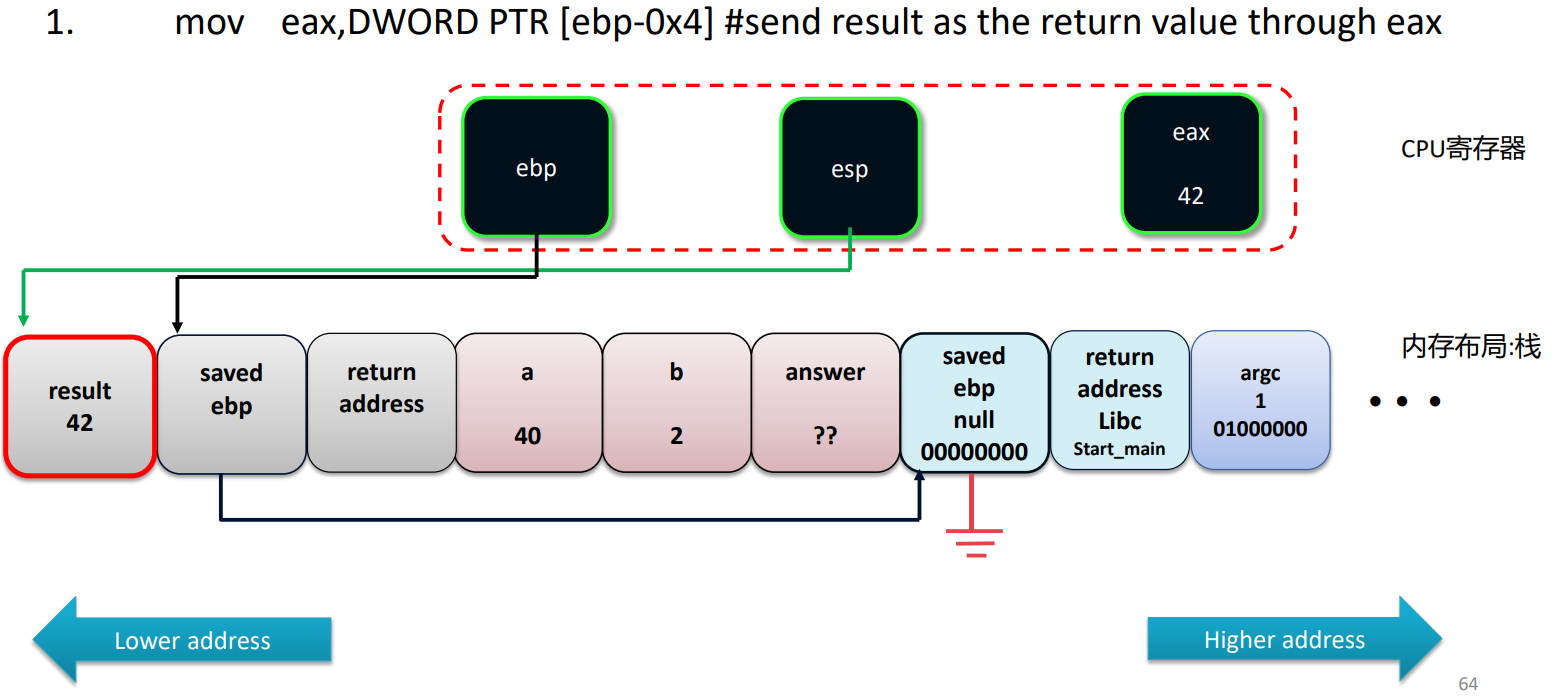 1. mov eax,DWORD PTR [ebp-0x4] #send result as the return value through eax
ebp
esp
eax
42
CPU寄存器
result
42
saved
ebp
return
address
a
40
b
2
answer
??
saved
ebp
null
00000000
return
address
Libc
Start_main
argc
1
01000000
内存布局:栈
• • •
Lower address
Higher address
64